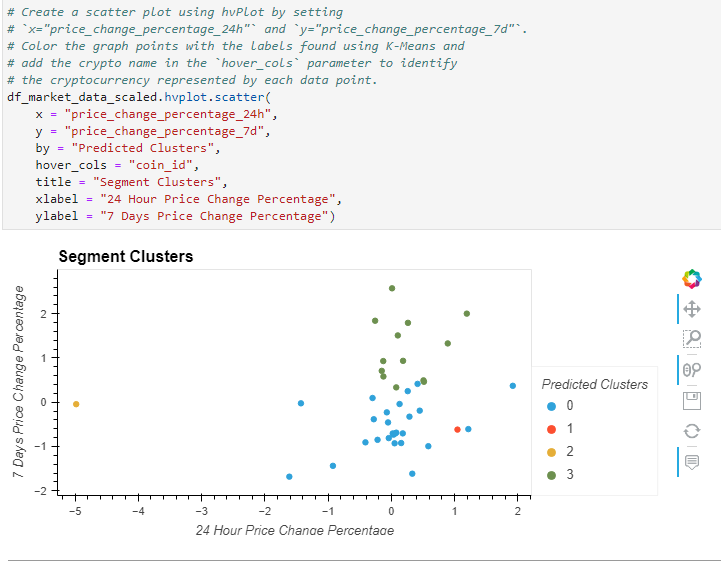 # Create a scatter plot using hvPlot by setting
# `x="price_change_percentage_24h"` and `y="price_change_percentage_7d"`.
# Color the graph points with the labels found using K-Means and
# add the crypto name in the `hover_cols` parameter to identify
# the cryptocurrency represented by each data point.
df_market_data_scaled.hvplot.scatter(
x = "price_change_percentage_24h",
y = "price_change_percentage_7d",
by = "Predicted Clusters",
hover_cols = "coin_id",
title = "Segment Clusters",
xlabel = "24 Hour Price Change Percentage",
ylabel = "7 Days Price Change Percentage")
Segment Clusters
7 Days Price Change Percentage
2
1
0
−1
−2
−5 −4 −3 −2 −1 0 1 2
24 Hour Price Change Percentage
Predicted Clusters
0
1
2
3